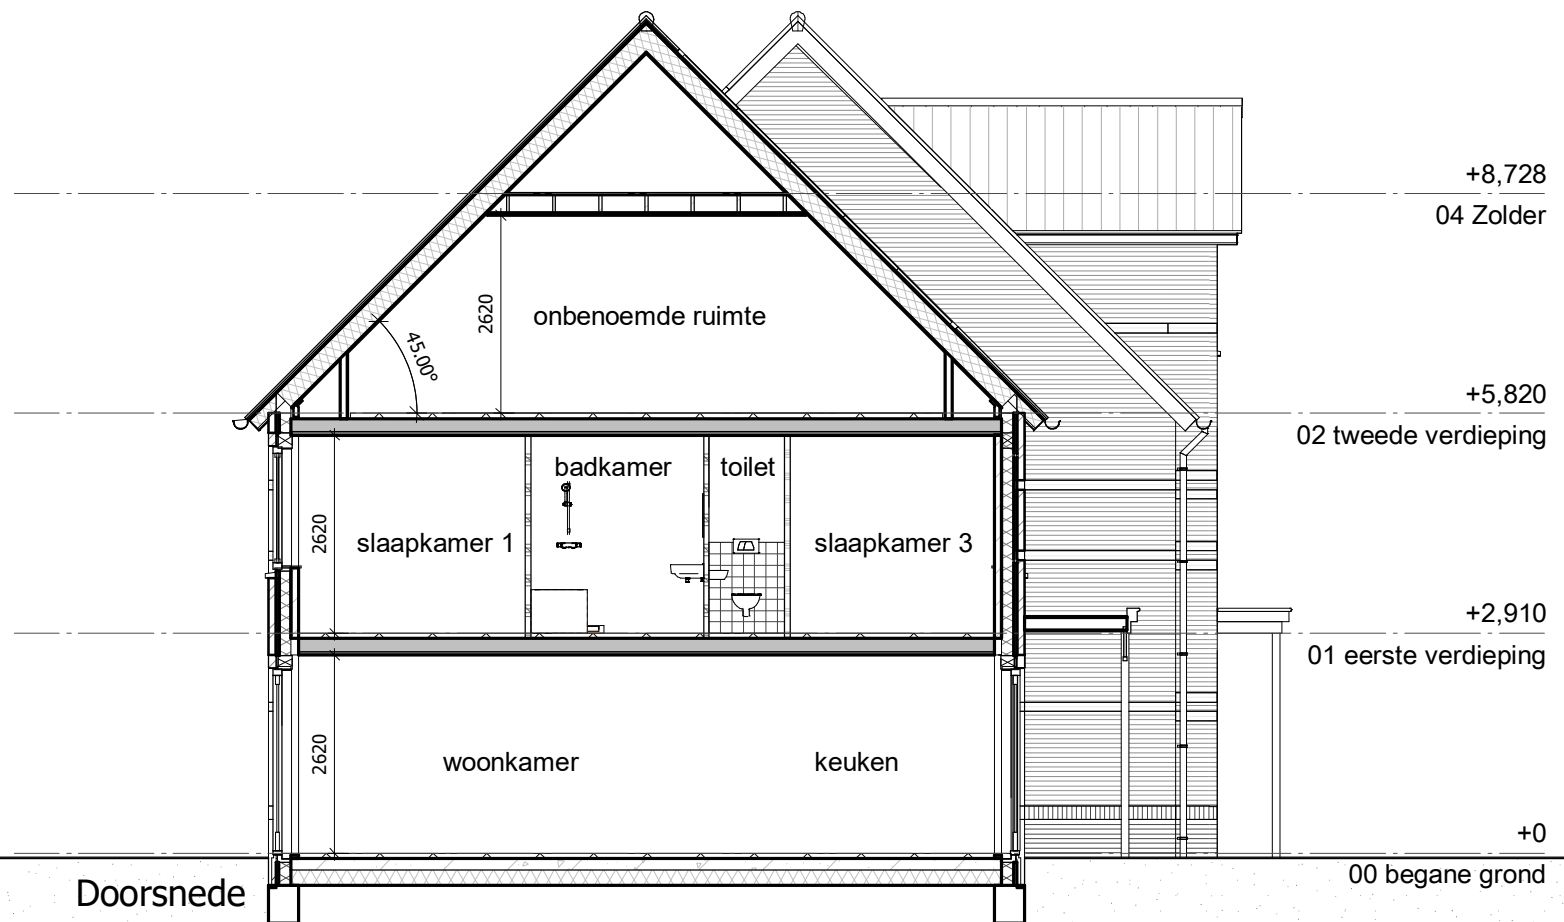 +8,728
04 Zolder
2620
onbenoemde ruimte
45.00°
+5,820
02 tweede verdieping
badkamer
toilet
2620
slaapkamer 1
slaapkamer 3
+2,910
01 eerste verdieping
2620
woonkamer
keuken
+0
00 begane grond
Doorsnede